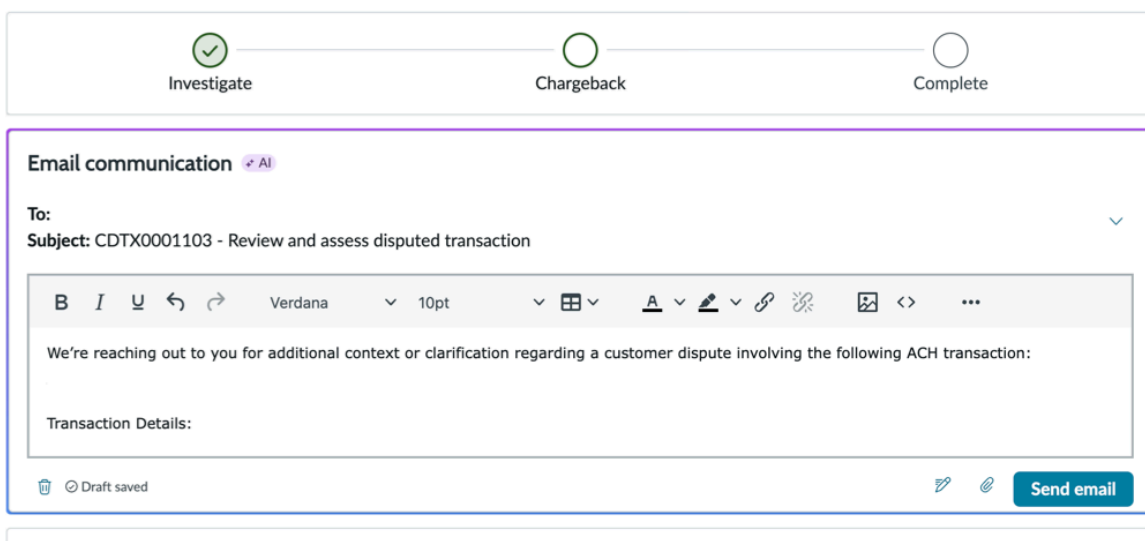 Investigate
Chargeback
Complete
Email communication AI
To:
Subject: CDTX0001103 - Review and assess disputed transaction
B I U Verdana 10pt A <> •••
We’re reaching out to you for additional context or clarification regarding a customer dispute involving the following ACH transaction:
Transaction Details:
Draft saved
Send email